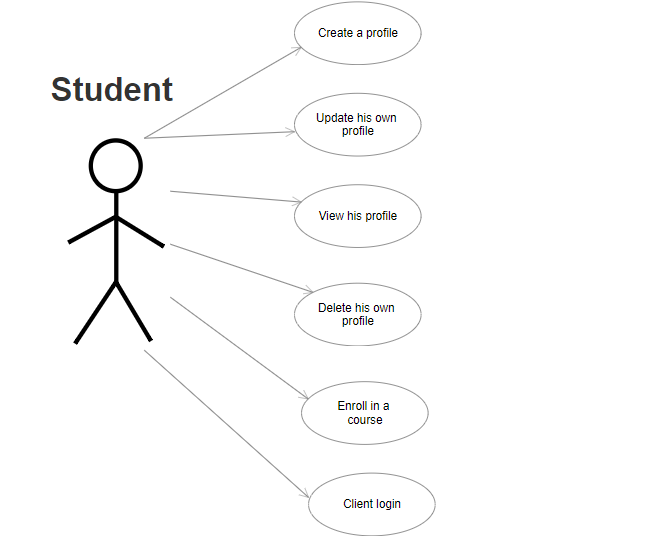 Create a profile
Student
Update his own
profile
View his profile
Delete his own
profile
Enroll in a
course
Client login